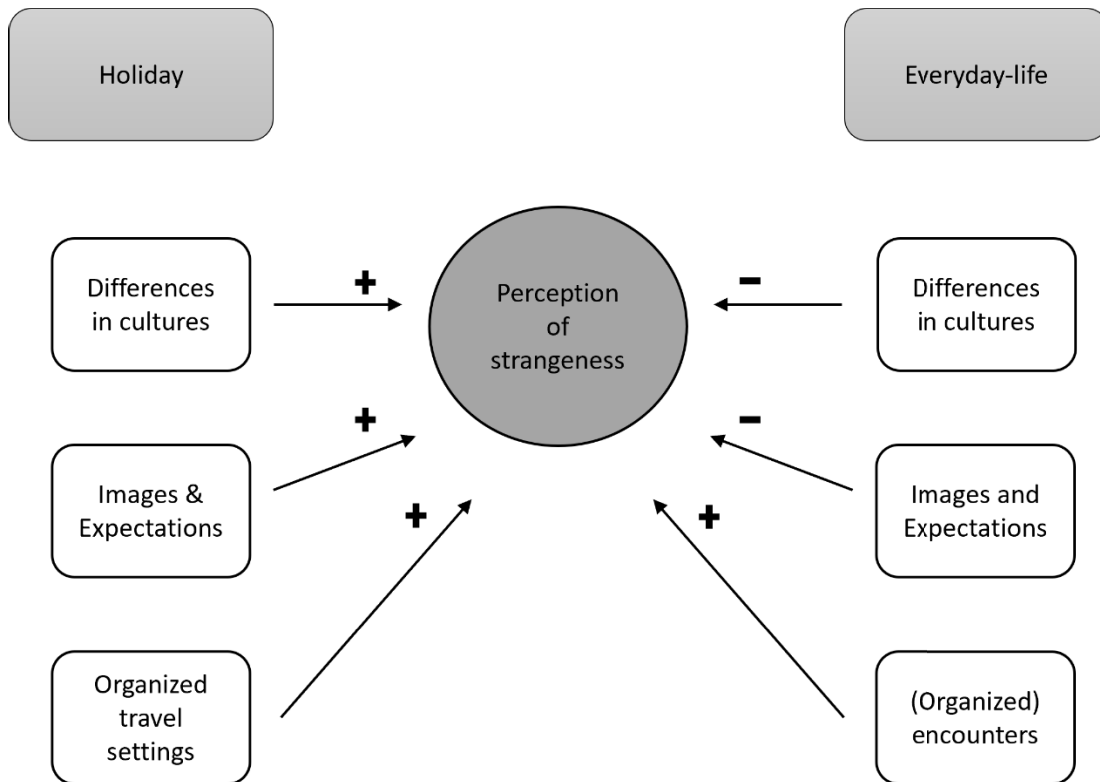 Holiday
Everyday-life
Differences
in cultures
+
Perception
of
strangeness
−
Differences
in cultures
Images &
Expectations
+
−
Images and
Expectations
+
+
Organized
travel
settings
(Organized)
encounters